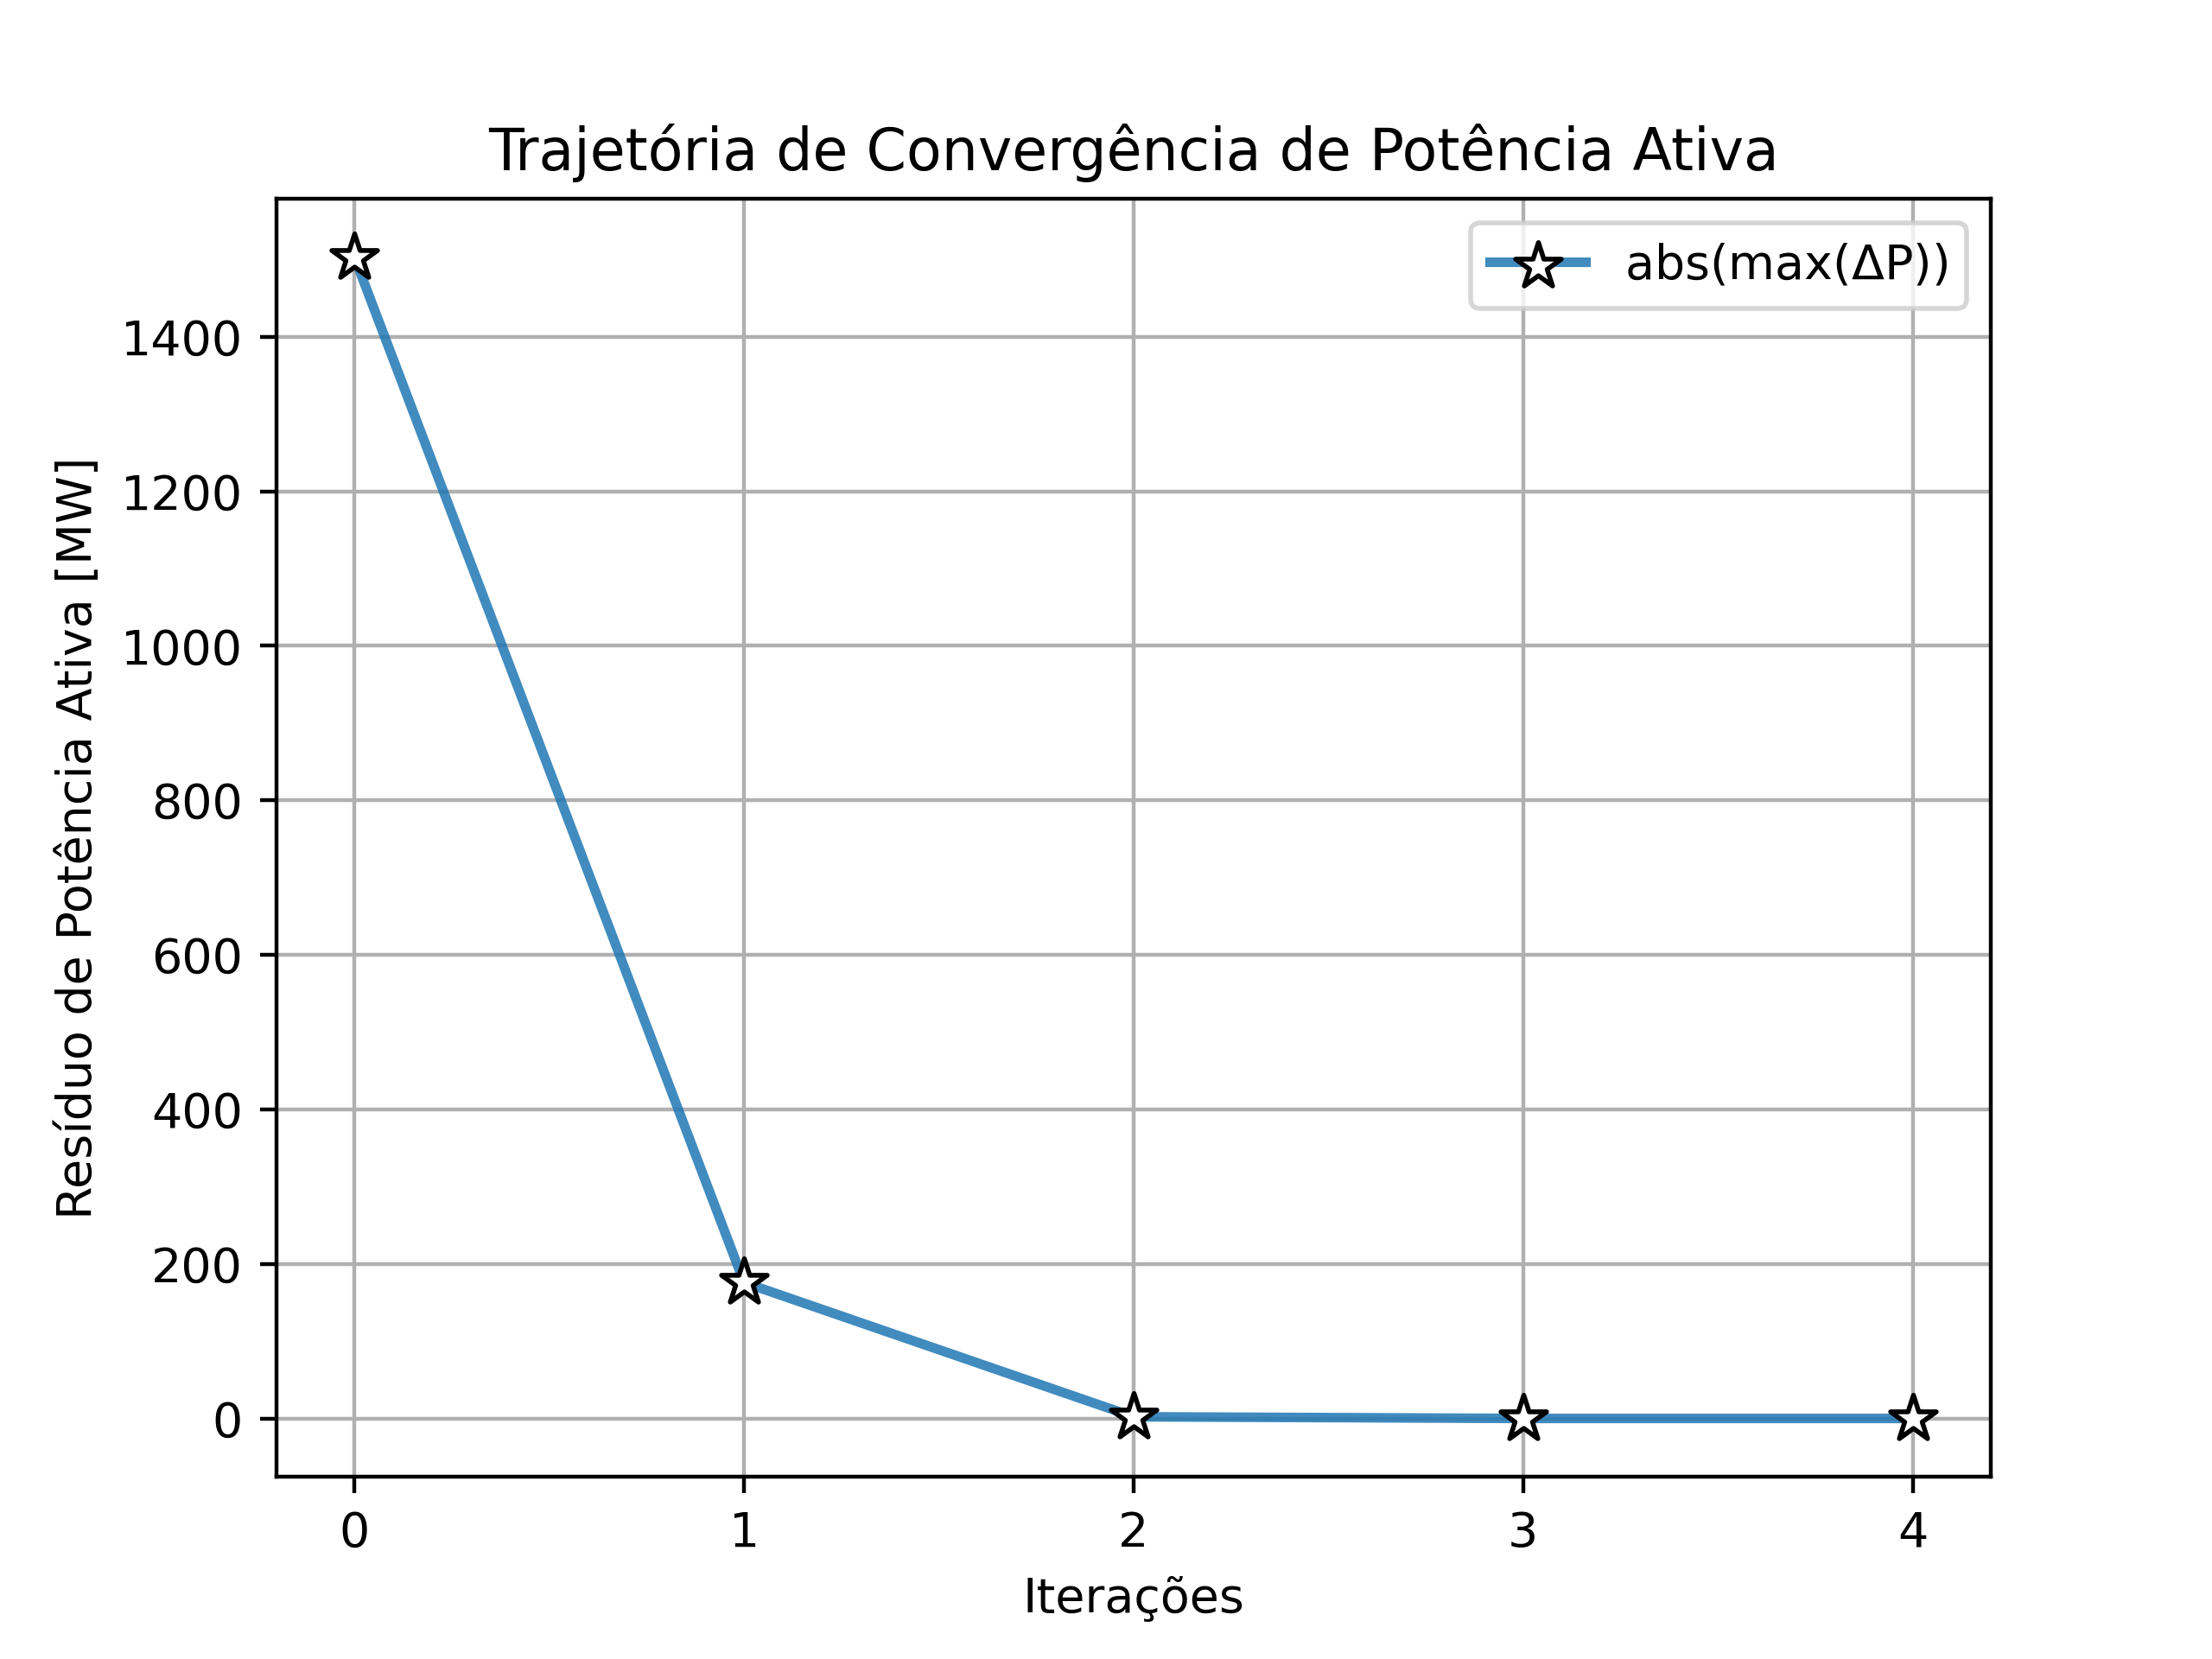 Trajetória de Convergência de Potência Ativa
abs(max(ΔP))
Resíduo de Potência Ativa [MW]
1400
1200
1000
800
600
400
200
0
0 1 2 3 4
Iterações